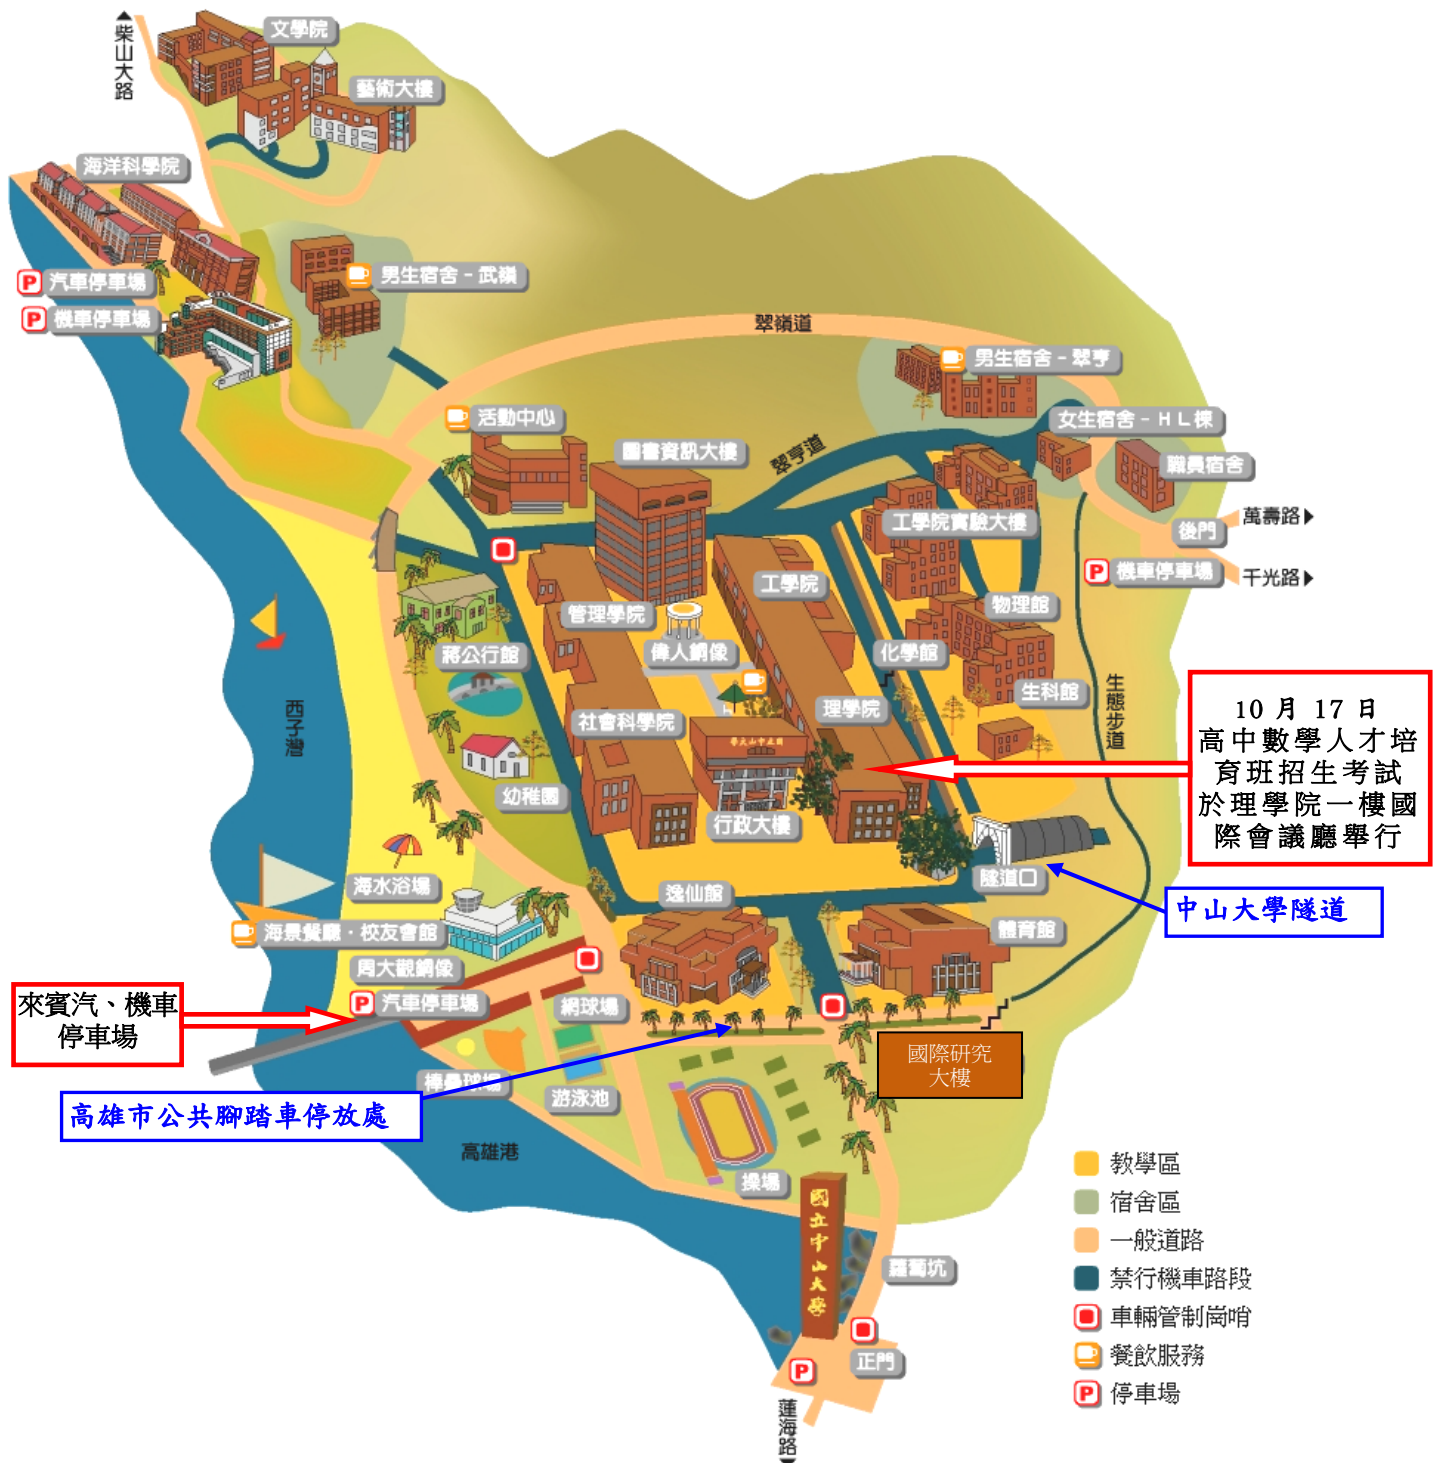 柴山大路
文學院
藝術大樓
海洋科學院
P 汽車停車場
P 機車停車場
男生宿舍－武嶺
翠嶺道
男生宿舍－翠亨
女生宿舍－HL棟
活動中心
圖書資訊大樓
翠亨道
職員宿舍
工學院實驗大樓
萬壽路
後門
P 機車停車場
千光路
工學院
管理學院
物理館
偉人銅像
化學館
蔣公行館
生科館
生態步道
理學院
社會科學院
西子灣
國立中山大學
幼稚園
行政大樓
10 月 17 日
高中數學人才培
育班招生考試
於理學院一樓國
際會議廳舉行
海水浴場
逸仙館
隧道口
中山大學隧道
海景餐廳・校友會館
體育館
周大觀銅像
P 汽車停車場
網球場
來賓汽、機車
停車場
國際研究
大樓
棒壘球場
游泳池
高雄市公共腳踏車停放處
高雄港
操場
國立中山大學
蘿蔔坑
正門
P
蓮海路
教學區
宿舍區
一般道路
禁行機車路段
車輛管制崗哨
餐飲服務
P 停車場